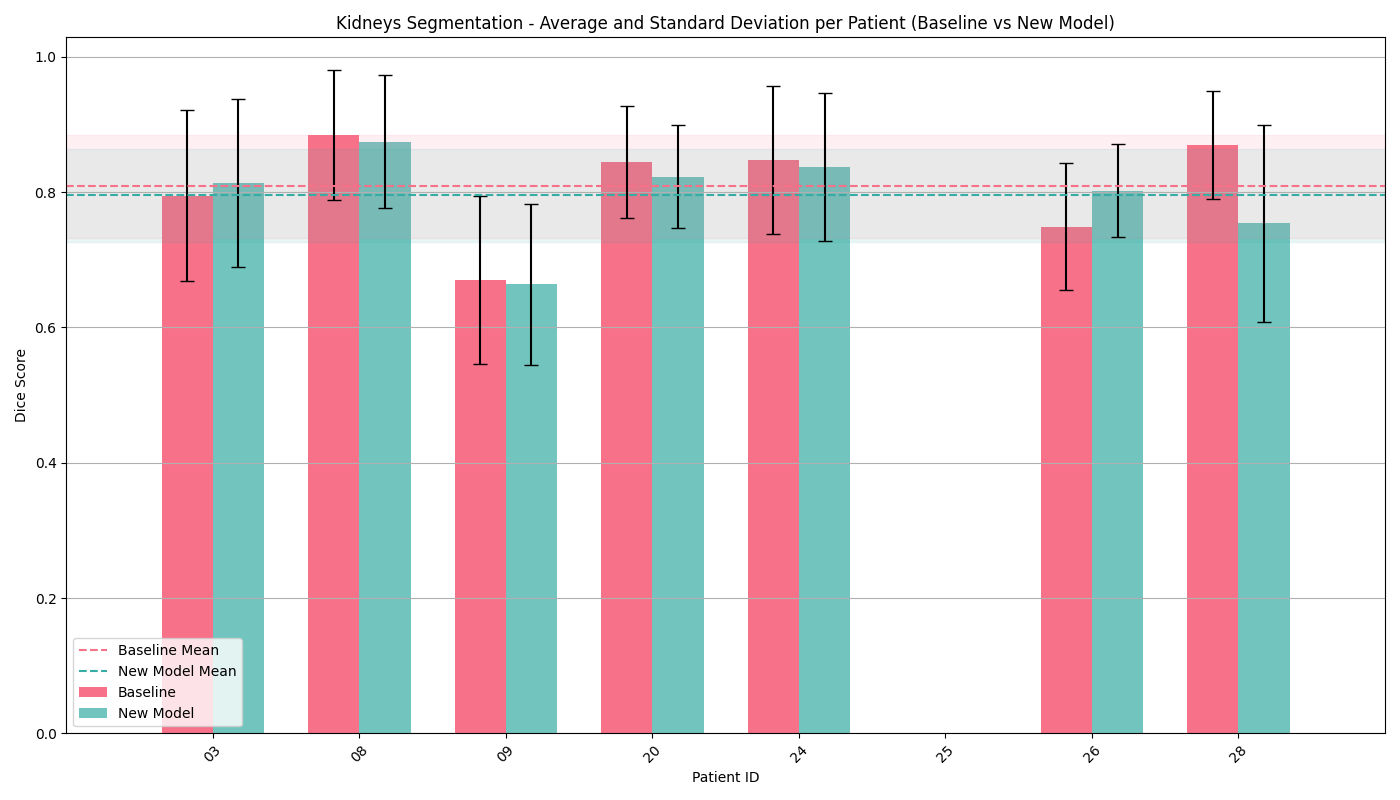 Kidneys Segmentation - Average and Standard Deviation per Patient (Baseline vs New Model)
1.0
0.8
0.6
0.4
0.2
0.0
Dice Score
Baseline Mean
New Model Mean
Baseline
New Model
03
08
09
20
24
25
26
28
Patient ID